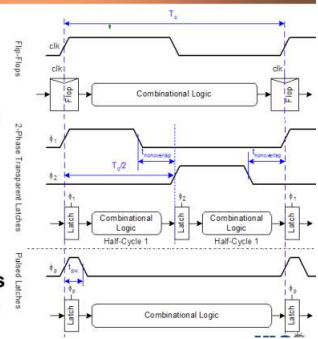 Tc
Flip-Flops
clk
clk
clk
Flop
Combinational Logic
Flop
2-Phase Transparent Latches
ϕ1
tnonoverlap
tnonoverlap
Tc/2
ϕ2
ϕ1
ϕ2
ϕ1
Latch
Combinational
Logic
Latch
Combinational
Logic
Latch
Half-Cycle 1
Half-Cycle 1
Pulsed Latches
ϕp
tpw
ϕp
ϕp
Latch
Combinational Logic
Latch
s